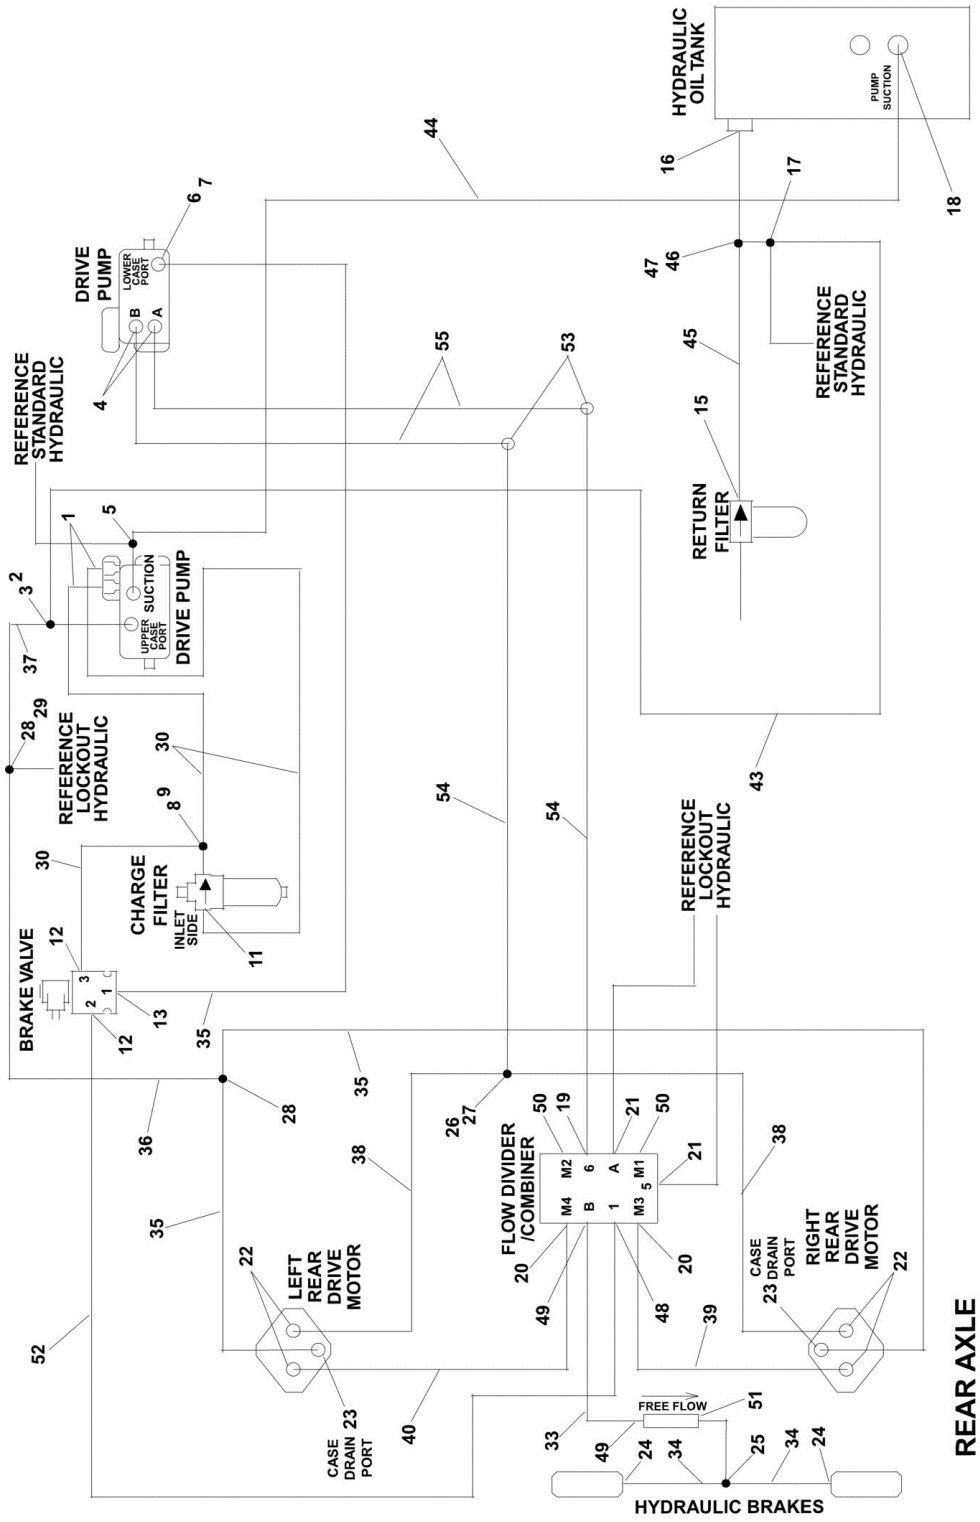 HYDRAULIC
OIL TANK
PUMP
SUCTION
16
17
18
44
47
46
45
REFERENCE
STANDARD
HYDRAULIC
15
RETURN
FILTER
43
DRIVE
PUMP
LOWER
CASE
PORT
B
A
6
7
4
55
53
REFERENCE
STANDARD
HYDRAULIC
1
5
SUCTION
UPPER
CASE
PORT
DRIVE PUMP
3
2
37
28
29
REFERENCE
LOCKOUT
HYDRAULIC
30
8
9
30
CHARGE
FILTER
INLET
SIDE
11
BRAKE VALVE
12
3
2
1
12
13
35
54
54
REFERENCE
LOCKOUT
HYDRAULIC
36
28
35
35
38
26
27
FLOW DIVIDER
/COMBINER
50
19
21
50
21
M2
6
A
M1
5
M4
B
1
M3
20
49
48
20
38
22
LEFT
REAR
DRIVE
MOTOR
23
CASE
DRAIN
PORT
40
39
RIGHT
REAR
DRIVE
MOTOR
CASE
DRAIN
PORT
23
22
52
33
49
FREE FLOW
51
24
34
25
34
24
HYDRAULIC BRAKES
REAR AXLE